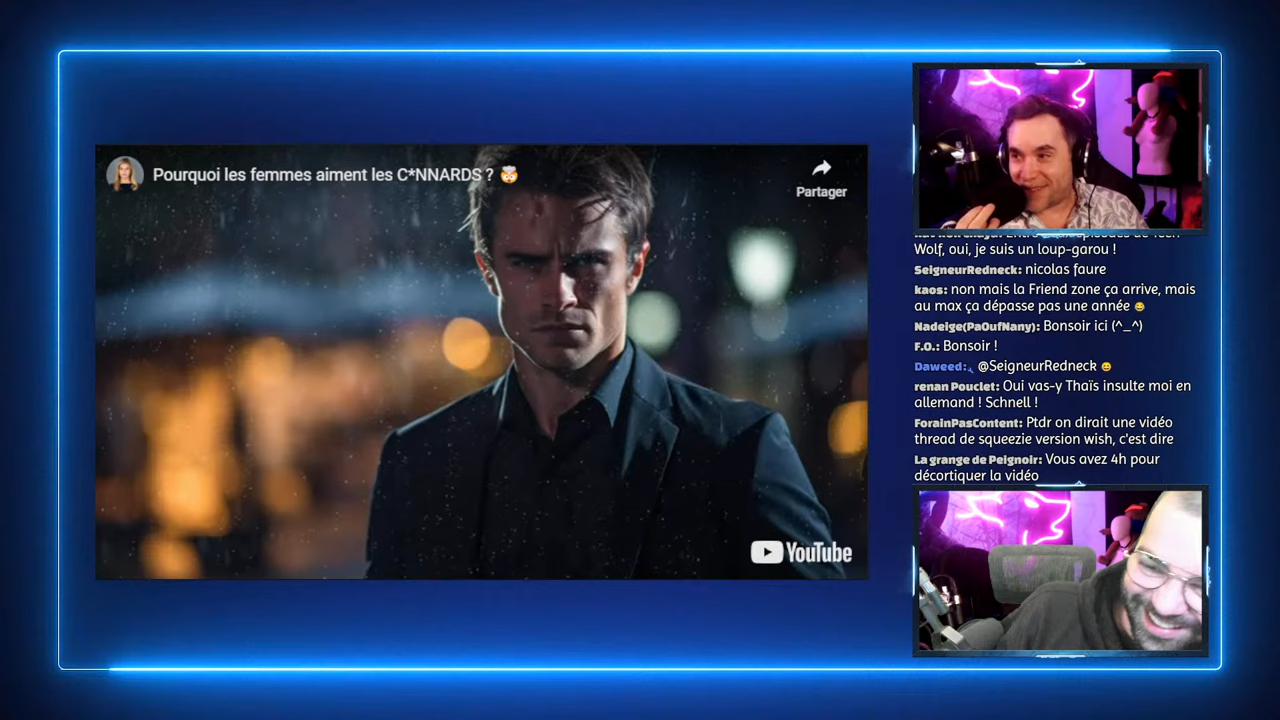 Pourquoi les femmes aiment les C*NNARDS ? 🤯
Partager
YouTube
Wolf, oui, je suis un loup-garou !
SeigneurRedneck: nicolas faure
kaos: non mais la Friend zone ça arrive, mais
au max ça dépasse pas une année 😂
Nadeige(PaOufNany): Bonsoir ici (^_^)
F.O.: Bonsoir !
Daweed: @SeigneurRedneck
renan Pouclet: Oui vas-y Thaïs insulte moi en
allemand ! Schnell !
ForainPasContent: Ptdr on dirait une vidéo
thread de squeezie version wish, c'est dire
La grange de Peignoir: Vous avez 4h pour
décortiquer la vidéo